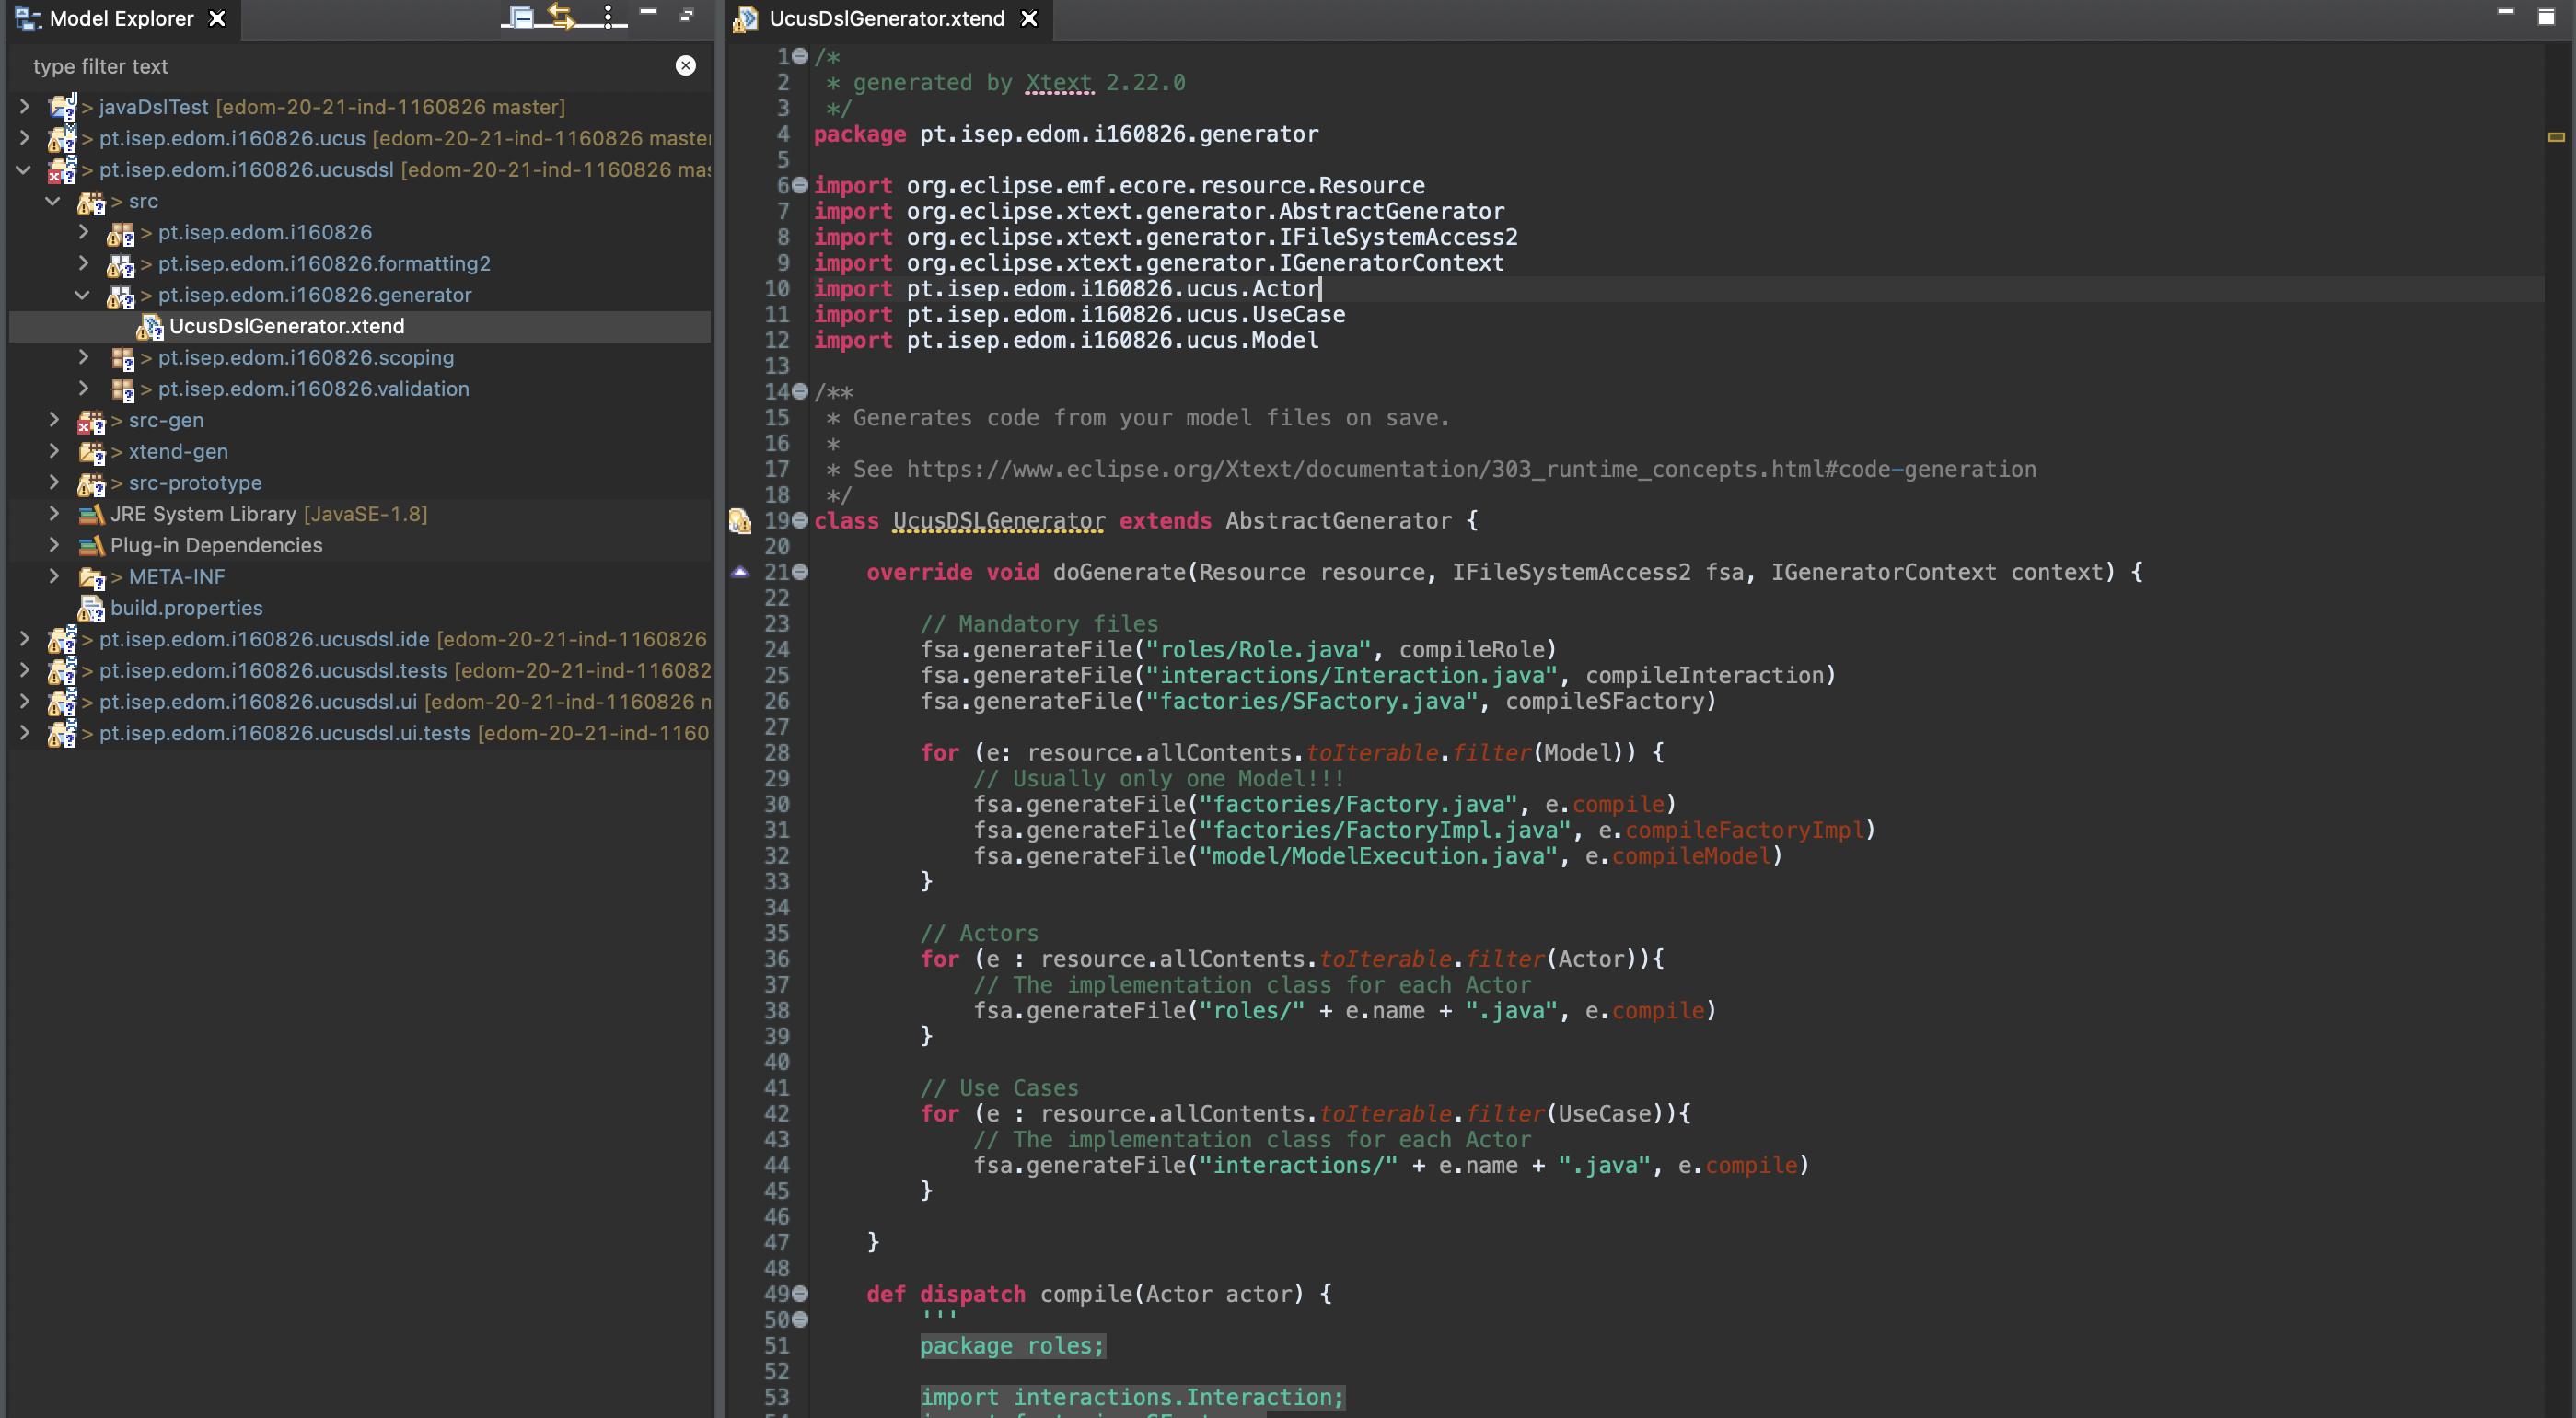 Model Explorer
type filter text
> javaDslTest [edom-20-21-ind-1160826 master]
> pt.isep.edom.i160826.ucus [edom-20-21-ind-1160826 master
> pt.isep.edom.i160826.ucusdsl [edom-20-21-ind-1160826 mas
> src
> pt.isep.edom.i160826
> pt.isep.edom.i160826.formatting2
> pt.isep.edom.i160826.generator
UcusDslGenerator.xtend
> pt.isep.edom.i160826.scoping
> pt.isep.edom.i160826.validation
> src-gen
> xtend-gen
> src-prototype
JRE System Library [JavaSE-1.8]
Plug-in Dependencies
> META-INF
build.properties
> pt.isep.edom.i160826.ucusdsl.ide [edom-20-21-ind-1160826
> pt.isep.edom.i160826.ucusdsl.tests [edom-20-21-ind-116082
> pt.isep.edom.i160826.ucusdsl.ui [edom-20-21-ind-1160826 m
> pt.isep.edom.i160826.ucusdsl.ui.tests [edom-20-21-ind-1160
UcusDslGenerator.xtend
1 /*
2  * generated by Xtext 2.22.0
3  */
4 package pt.isep.edom.i160826.generator
5
6 import org.eclipse.emf.ecore.resource.Resource
7 import org.eclipse.xtext.generator.AbstractGenerator
8 import org.eclipse.xtext.generator.IFileSystemAccess2
9 import org.eclipse.xtext.generator.IGeneratorContext
10 import pt.isep.edom.i160826.ucus.Actor
11 import pt.isep.edom.i160826.ucus.UseCase
12 import pt.isep.edom.i160826.ucus.Model
13
14 /**
15  * Generates code from your model files on save.
16  *
17  * See https://www.eclipse.org/Xtext/documentation/303_runtime_concepts.html#code-generation
18  */
19 class UcusDSLGenerator extends AbstractGenerator {
20
21     override void doGenerate(Resource resource, IFileSystemAccess2 fsa, IGeneratorContext context) {
22
23         // Mandatory files
24         fsa.generateFile("roles/Role.java", compileRole)
25         fsa.generateFile("interactions/Interaction.java", compileInteraction)
26         fsa.generateFile("factories/SFactory.java", compileSFactory)
27
28         for (e: resource.allContents.toIterable.filter(Model)) {
29             // Usually only one Model!!!
30             fsa.generateFile("factories/Factory.java", e.compile)
31             fsa.generateFile("factories/FactoryImpl.java", e.compileFactoryImpl)
32             fsa.generateFile("model/ModelExecution.java", e.compileModel)
33         }
34
35         // Actors
36         for (e : resource.allContents.toIterable.filter(Actor)){
37             // The implementation class for each Actor
38             fsa.generateFile("roles/" + e.name + ".java", e.compile)
39         }
40
41         // Use Cases
42         for (e : resource.allContents.toIterable.filter(UseCase)){
43             // The implementation class for each Actor
44             fsa.generateFile("interactions/" + e.name + ".java", e.compile)
45         }
46
47     }
48
49     def dispatch compile(Actor actor) {
50         '''
51         package roles;
52
53         import interactions.Interaction;